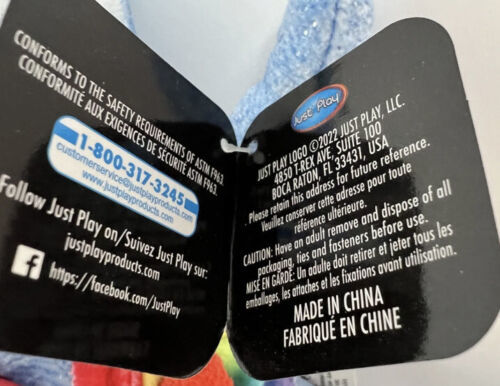 CONFORMS TO THE SAFETY REQUIREMENTS OF ASTM F963.
CONFORMITÉ AUX EXIGENCES DE SÉCURITÉ ASTM F963.
1-800-317-3245
customerservice@justplayproducts.com
www.justplayproducts.com
Follow Just Play on/Suivez Just Play sur:
justplayproducts.com
f https://facebook.com/JustPlay
Just Play
JUST PLAY LOGO ©2022 JUST PLAY, LLC.
4850 T-REX AVE, SUITE 100
BOCA RATON, FL 33431, USA
Please retain this address for future reference.
Veuillez conserver cette adresse pour toute
référence ultérieure.
CAUTION: Have an adult remove and dispose of all
packaging, ties and fasteners before use.
MISE EN GARDE: Un adulte doit retirer et jeter tous les
emballages, les attaches et les fixations avant utilisation.
MADE IN CHINA
FABRIQUÉ EN CHINE